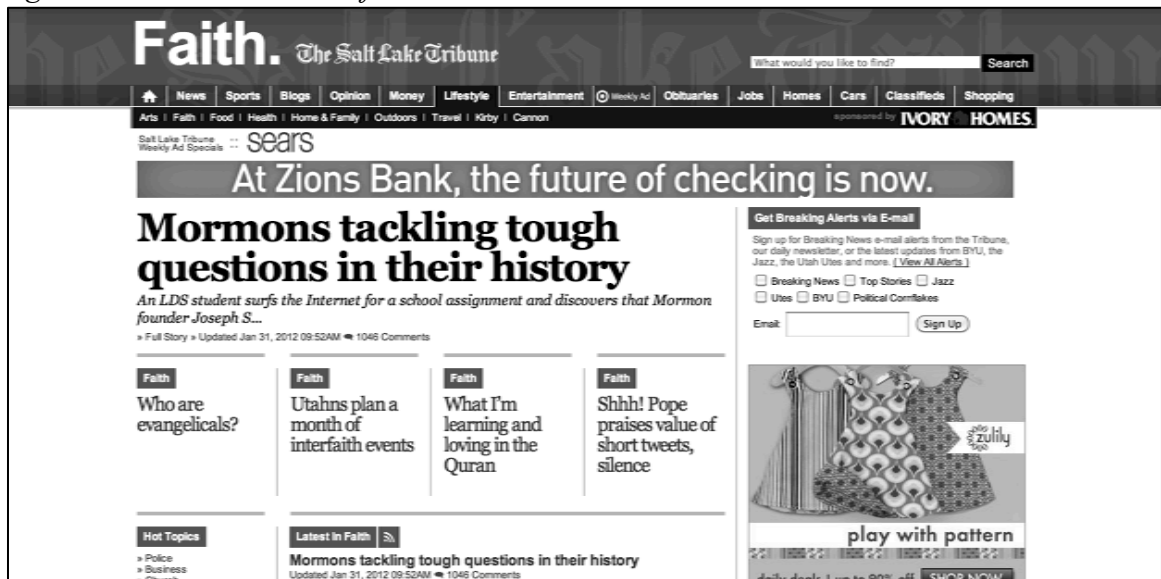 Faith. The Salt Lake Tribune
What would you like to find? Search
News Sports Blogs Opinion Money Lifestyle Entertainment Weekly Ad Obituaries Jobs Homes Cars Classifieds Shopping
Arts | Faith | Food | Health | Home & Family | Outdoors | Travel | Kirby | Cannon
sponsored by IVORY HOMES
Salt Lake Tribune
Weekly Ad Specials :: sears
At Zions Bank, the future of checking is now.
Mormons tackling tough
questions in their history
An LDS student surfs the Internet for a school assignment and discovers that Mormon
founder Joseph S...
» Full Story » Updated Jan 31, 2012 09:52AM 1046 Comments
Get Breaking Alerts via E-mail
Sign up for Breaking News e-mail alerts from the Tribune,
our daily newsletter, or the latest updates from BYU, the
Jazz, the Utah Utes and more. ( View All Alerts )
Breaking News Top Stories Jazz
Utes BYU Political Cornflakes
Email: Sign Up
Faith
Who are
evangelicals?
Faith
Utahns plan a
month of
interfaith events
Faith
What I'm
learning and
loving in the
Quran
Faith
Shhh! Pope
praises value of
short tweets,
silence
zulily
play with pattern
daily deals | up to 90% off SHOP NOW
Hot Topics
» Police
» Business
» Church
Latest in Faith
Mormons tackling tough questions in their history
Updated Jan 31, 2012 09:52AM 1046 Comments